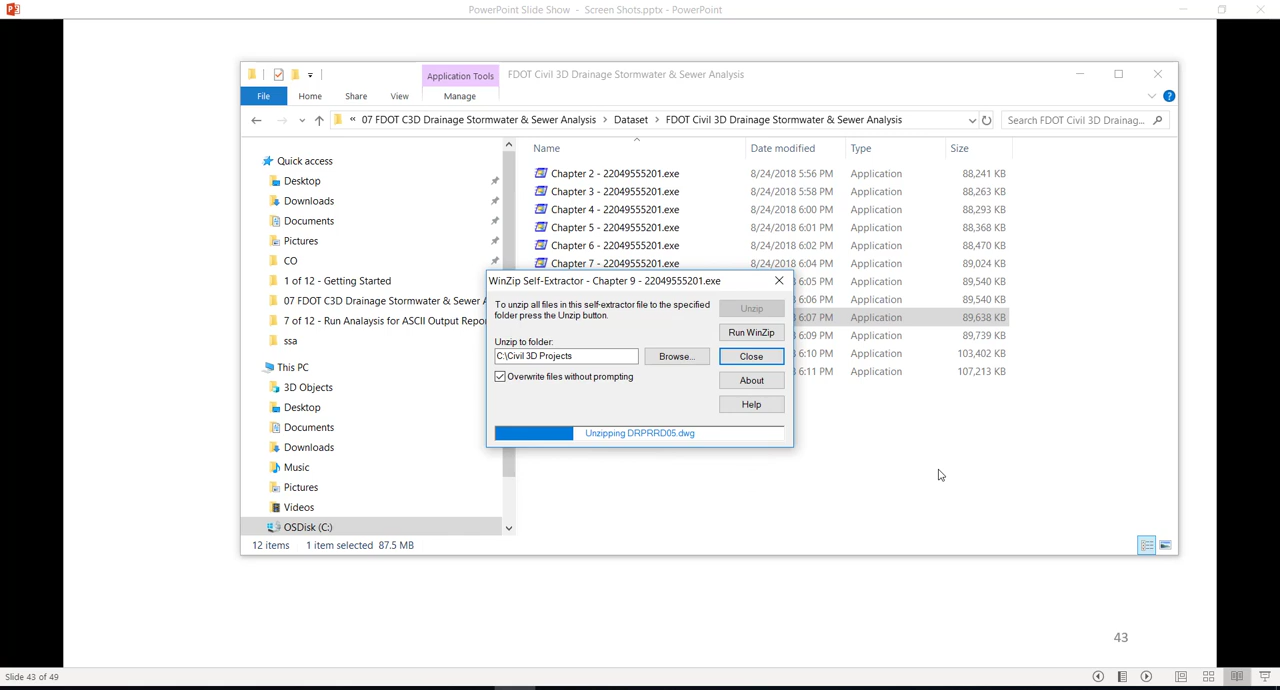 PowerPoint Slide Show - Screen Shots.pptx - PowerPoint
Application Tools FDOT Civil 3D Drainage Stormwater & Sewer Analysis
File Home Share View Manage
« 07 FDOT C3D Drainage Stormwater & Sewer Analysis > Dataset > FDOT Civil 3D Drainage Stormwater & Sewer Analysis Search FDOT Civil 3D Drainag...
Name Date modified Type Size
Quick access
Desktop
Downloads
Documents
Pictures
CO
1 of 12 - Getting Started
07 FDOT C3D Drainage Stormwater & Sewer A
7 of 12 - Run Analaysis for ASCII Output Repo
ssa
This PC
3D Objects
Desktop
Documents
Downloads
Music
Pictures
Videos
OSDisk (C:)
Chapter 2 - 22049555201.exe 8/24/2018 5:56 PM Application 88,241 KB
Chapter 3 - 22049555201.exe 8/24/2018 5:58 PM Application 88,263 KB
Chapter 4 - 22049555201.exe 8/24/2018 6:00 PM Application 88,293 KB
Chapter 5 - 22049555201.exe 8/24/2018 6:01 PM Application 88,368 KB
Chapter 6 - 22049555201.exe 8/24/2018 6:02 PM Application 88,470 KB
Chapter 7 - 22049555201.exe 8/24/2018 6:04 PM Application 89,024 KB
8 6:05 PM Application 89,540 KB
8 6:06 PM Application 89,540 KB
8 6:07 PM Application 89,638 KB
8 6:09 PM Application 89,739 KB
8 6:10 PM Application 103,402 KB
8 6:11 PM Application 107,213 KB
WinZip Self-Extractor - Chapter 9 - 22049555201.exe
To unzip all files in this self-extractor file to the specified
folder press the Unzip button.
Unzip to folder:
C:\Civil 3D Projects
Browse...
Overwrite files without prompting
Unzip
Run WinZip
Close
About
Help
Unzipping DRPRRD05.dwg
12 items 1 item selected 87.5 MB
43
Slide 43 of 49